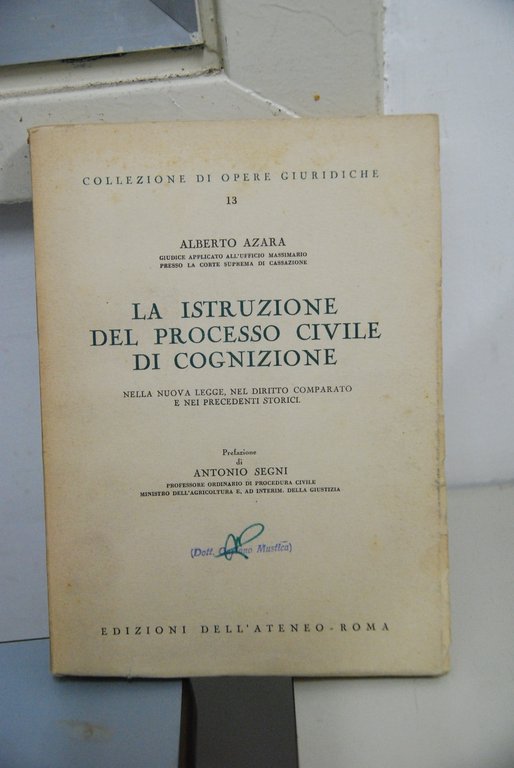 COLLEZIONE DI OPERE GIURIDICHE
13
ALBERTO AZARA
GIUDICE APPLICATO ALL'UFFICIO MASSIMARIO
PRESSO LA CORTE SUPREMA DI CASSAZIONE
LA ISTRUZIONE
DEL PROCESSO CIVILE
DI COGNIZIONE
NELLA NUOVA LEGGE, NEL DIRITTO COMPARATO
E NEI PRECEDENTI STORICI.
Prefazione
di
ANTONIO SEGNI
PROFESSORE ORDINARIO DI PROCEDURA CIVILE
MINISTRO DELL'AGRICOLTURA E, AD INTERIM, DELLA GIUSTIZIA
(Dott. Mustica)
EDIZIONI DELL'ATENEO - ROMA